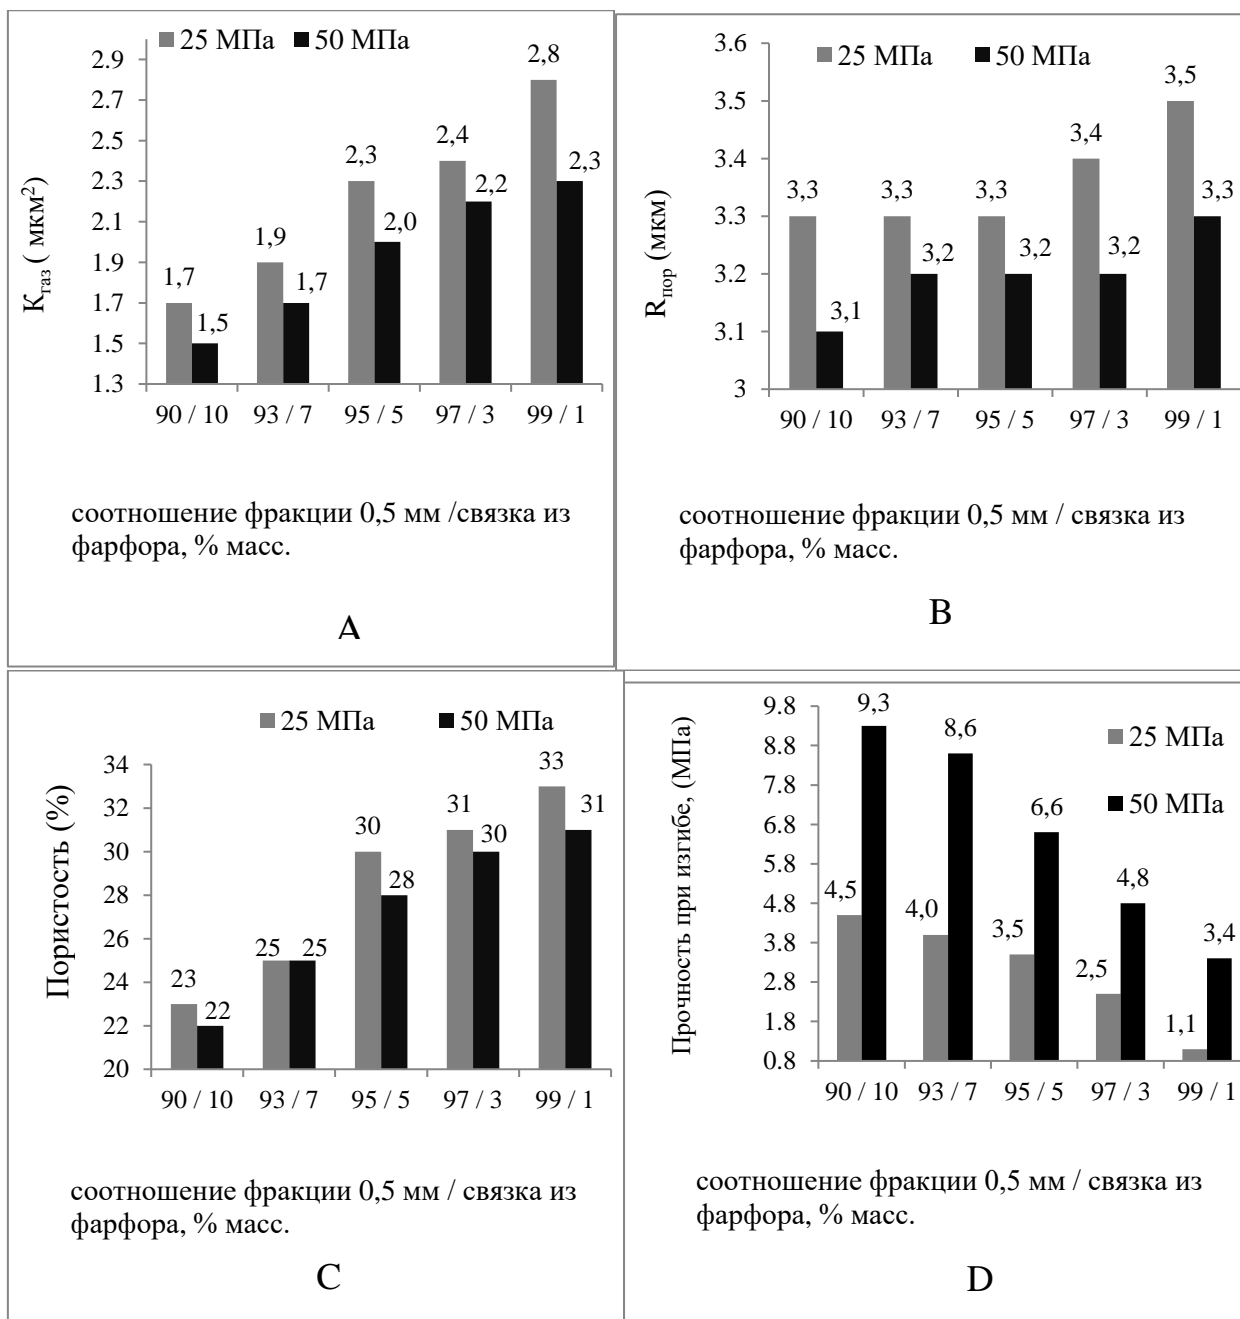 25 МПа 50 МПа
2.9
2.7
2.5
2.3
2.1
1.9
1.7
1.5
1.3
Kгаз ( мкм²)
1,7
1,5
1,9
1,7
2,3
2,0
2,4
2,2
2,8
2,3
90 / 10 93 / 7 95 / 5 97 / 3 99 / 1
соотношение фракции 0,5 мм /связка из
фарфора, % масс.
A
25 МПа 50 МПа
3.6
3.5
3.4
3.3
3.2
3.1
3
Rпор (мкм)
3,3
3,1
3,3
3,2
3,3
3,2
3,4
3,2
3,5
3,3
90 / 10 93 / 7 95 / 5 97 / 3 99 / 1
соотношение фракции 0,5 мм / связка из
фарфора, % масс.
B
25 МПа 50 МПа
34
32
30
28
26
24
22
20
Пористость (%)
23
22
25
25
30
28
31
30
33
31
90 / 10 93 / 7 95 / 5 97 / 3 99 / 1
соотношение фракции 0,5 мм / связка из
фарфора, % масс.
C
25 МПа
50 МПа
9.8
8.8
7.8
6.8
5.8
4.8
3.8
2.8
1.8
0.8
Прочность при изгибе, (МПа)
4,5
9,3
4,0
8,6
3,5
6,6
2,5
4,8
1,1
3,4
90 / 10 93 / 7 95 / 5 97 / 3 99 / 1
соотношение фракции 0,5 мм / связка из
фарфора, % масс.
D